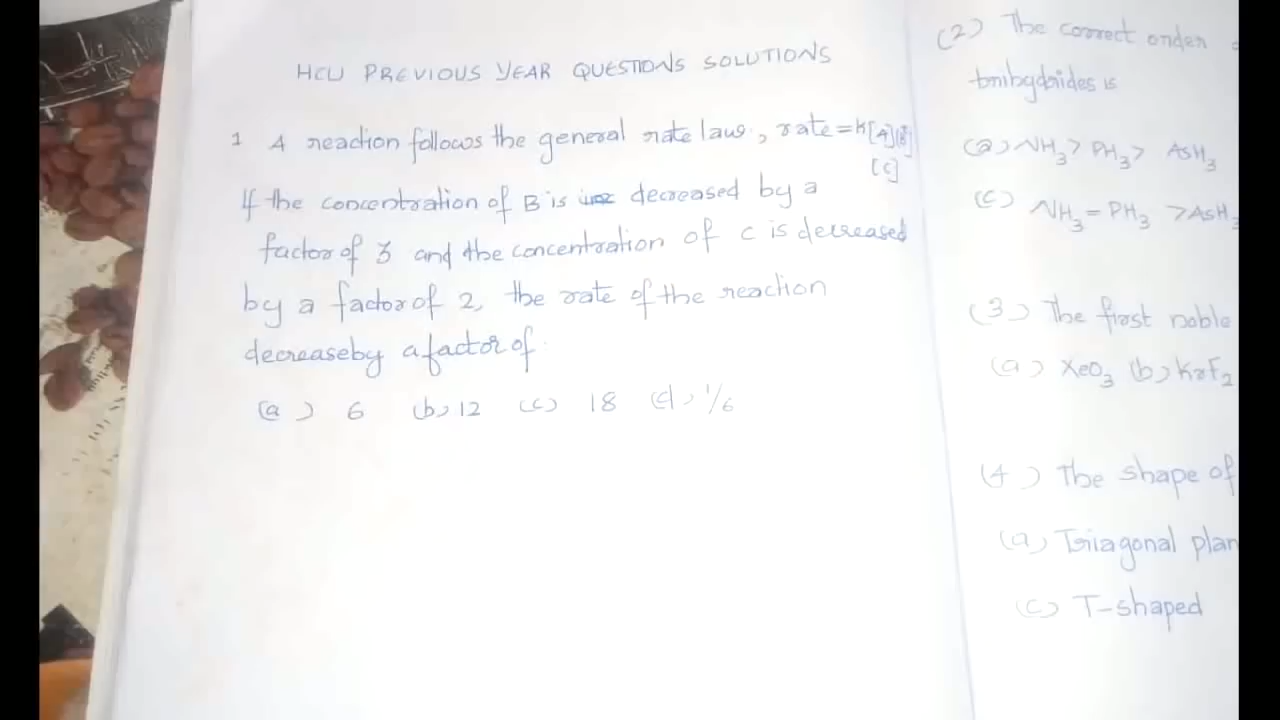 HCU PREVIOUS YEAR QUESTIONS SOLUTIONS
1 A reaction follows the general rate law, rate = K[A][B]
[C]
If the concentration of B is decreased by a
factor of 3 and the concentration of C is decreased
by a factor of 2, the rate of the reaction
decreaseby a factor of
(a) 6 (b) 12 (c) 18 (d) 1/6
(2) The correct order
is
(a) NH3 > PH3 > AsH3
(c) NH3 = PH3 > AsH3
(3) The first noble
(a) XeO3 (b) KrF2
(4) The shape of
(a) Triagonal plan
(c) T-shaped